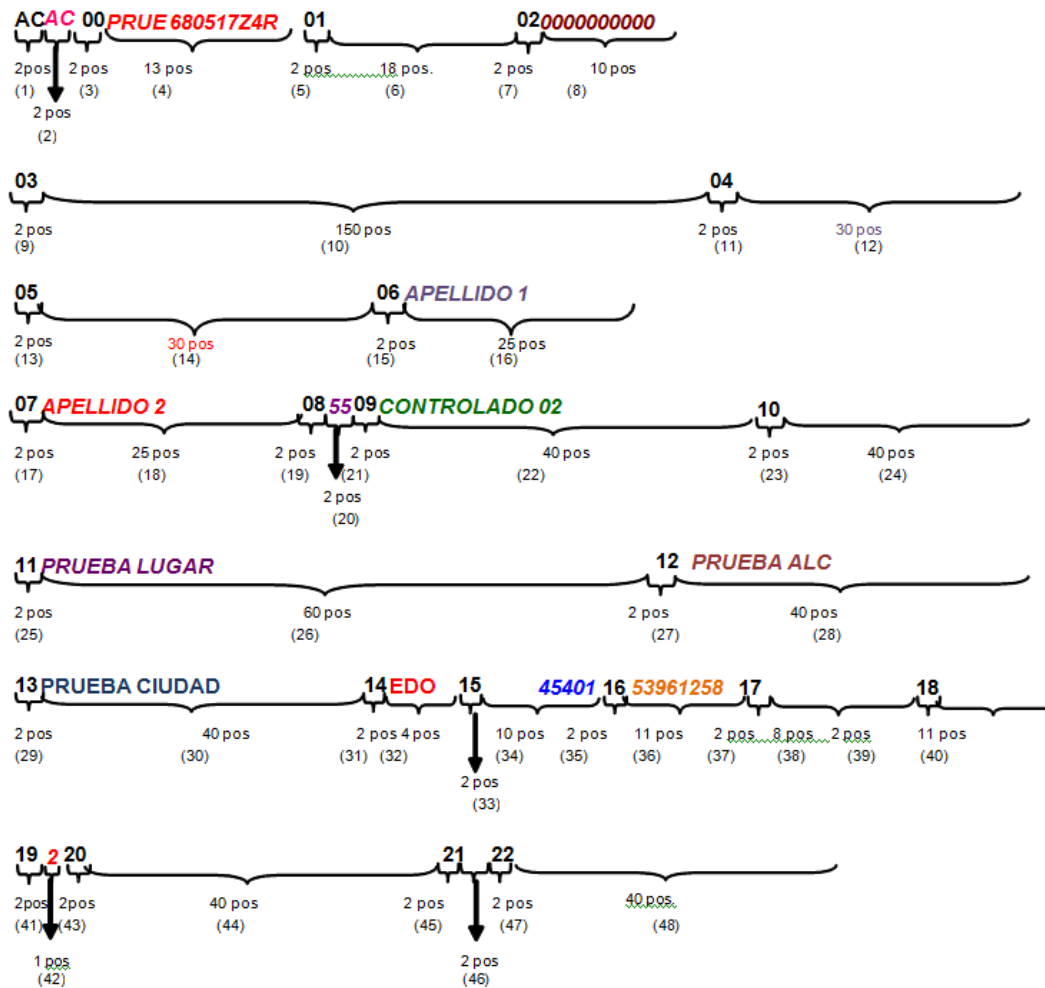 ACAC 00 PRUE 680517Z4R 01 02 0000000000
2pos 2 pos 13 pos 2 pos 18 pos. 2 pos 10 pos
(1) (3) (4) (5) (6) (7) (8)
2 pos
(2)
03 04
2 pos 150 pos 2 pos 30 pos
(9) (10) (11) (12)
05 06 APELLIDO 1
2 pos 30 pos 2 pos 25 pos
(13) (14) (15) (16)
07 APELLIDO 2 08 55 09 CONTROLADO 02 10
2 pos 25 pos 2 pos 2 pos 40 pos 2 pos 40 pos
(17) (18) (19) (21) (22) (23) (24)
2 pos
(20)
11 PRUEBA LUGAR 12 PRUEBA ALC
2 pos 60 pos 2 pos 40 pos
(25) (26) (27) (28)
13 PRUEBA CIUDAD 14 EDO 15 45401 16 53961258 17 18
2 pos 40 pos 2 pos 4 pos 10 pos 2 pos 11 pos 2 pos 8 pos 2 pos 11 pos
(29) (30) (31) (32) (34) (35) (36) (37) (38) (39) (40)
2 pos
(33)
19 2 20 21 22
2pos 2pos 40 pos 2 pos 2 pos 40 pos
(41) (43) (44) (45) (47) (48)
1 pos 2 pos
(42) (46)